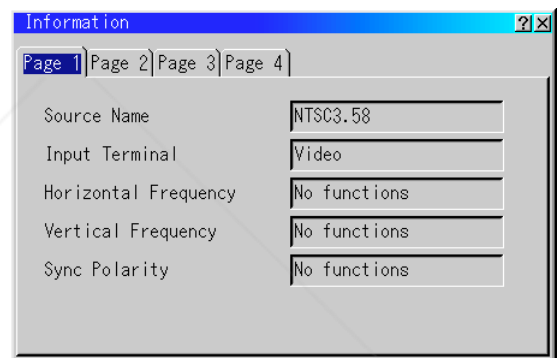 Information ? ×
Page 1 Page 2 Page 3 Page 4
Source Name NTSC3.58
Input Terminal Video
Horizontal Frequency No functions
Vertical Frequency No functions
Sync Polarity No functions